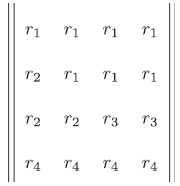 r₁ r₁ r₁ r₁
r₂ r₁ r₁ r₁
r₂ r₂ r₃ r₃
r₄ r₄ r₄ r₄